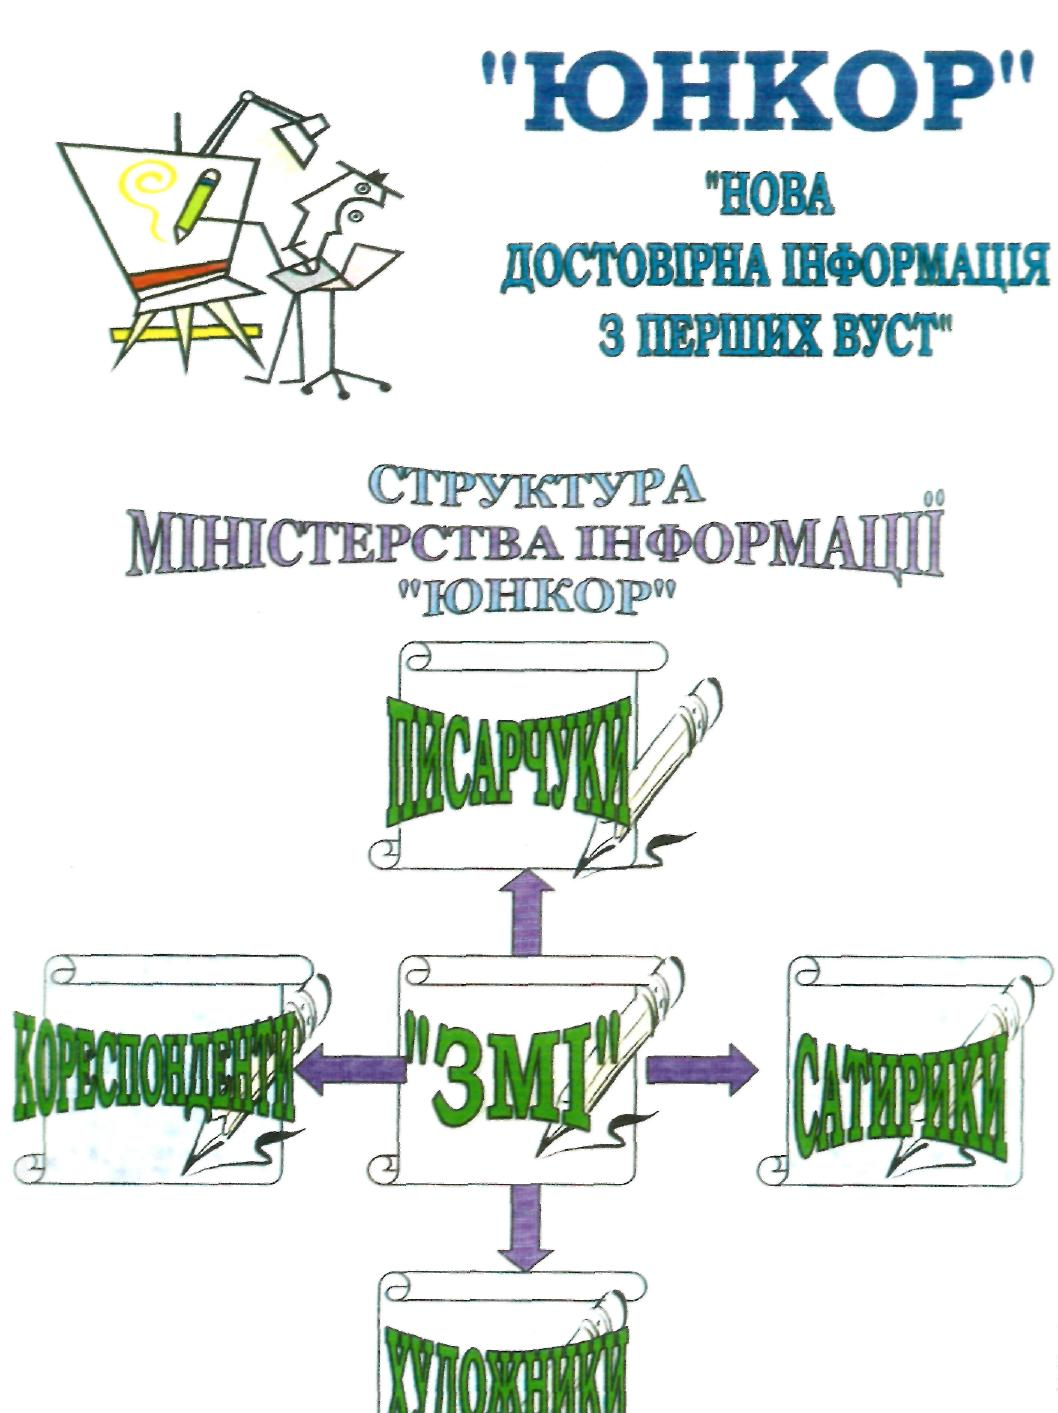 "ЮНКОР"
"НОВА
ДОСТОВІРНА ІНФОРМАЦІЯ
З ПЕРШИХ ВУСТ"
СТРУКТУРА
МІНІСТЕРСТВА ІНФОРМАЦІЇ
"ЮНКОР"
ПИСАРЧУКИ
КОРЕСПОНДЕНТИ
"ЗМІ"
САТИРИКИ
ХУДОЖНИКИ